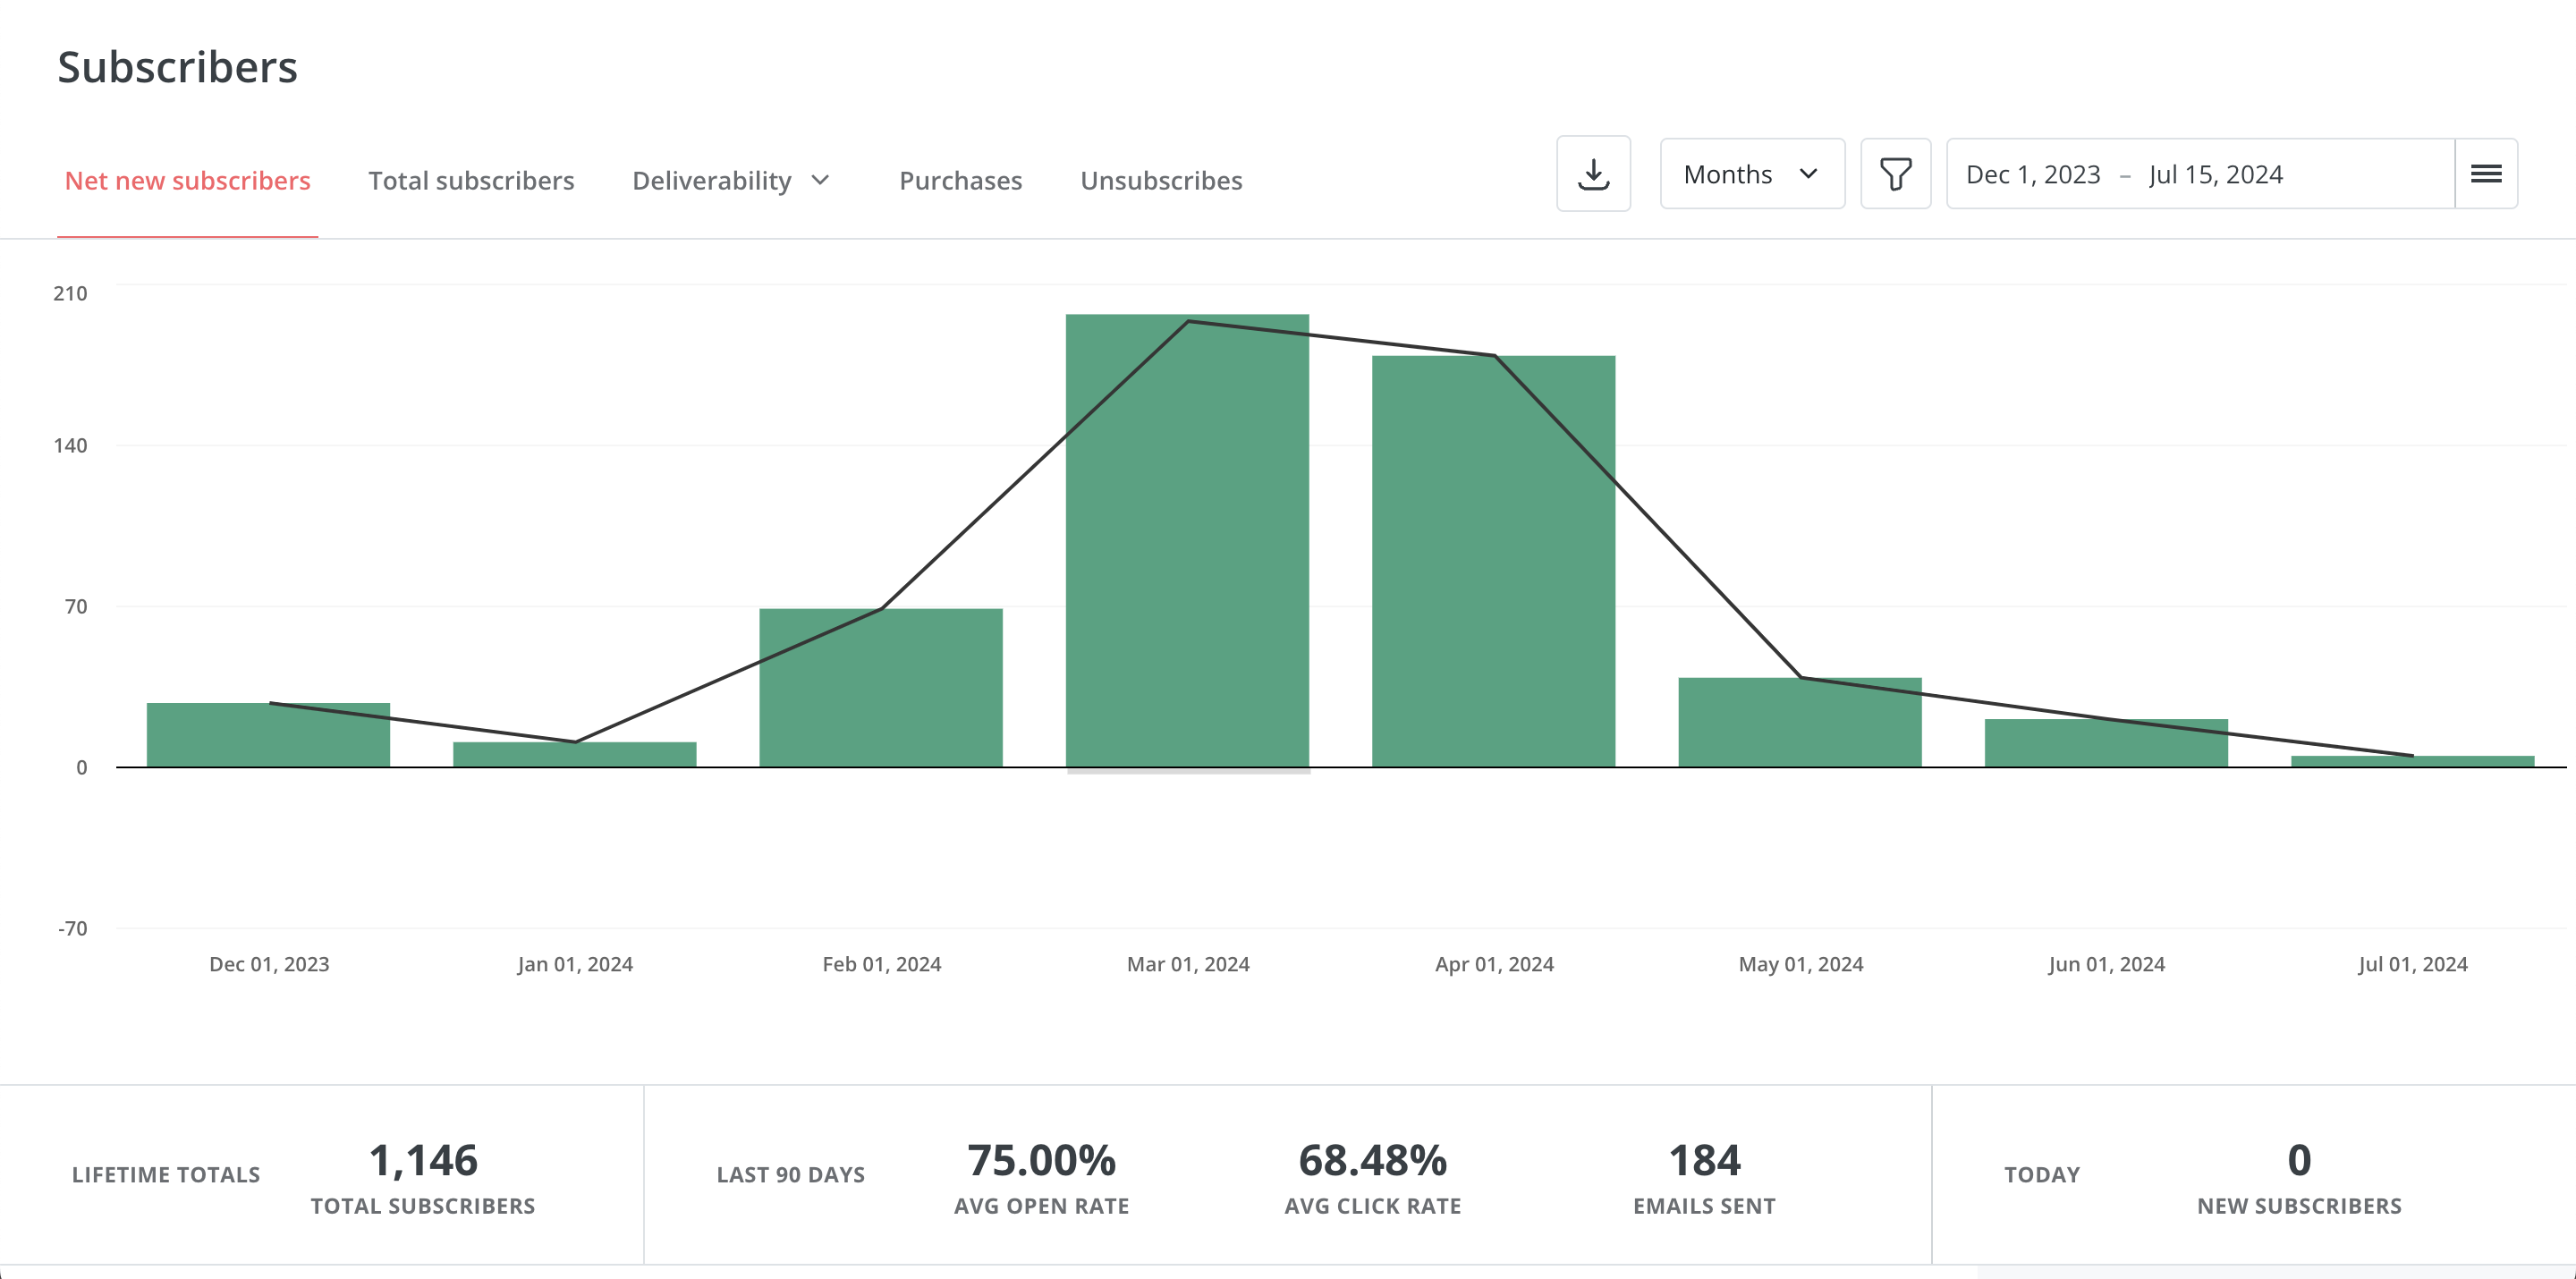 Subscribers
Net new subscribers Total subscribers Deliverability Purchases Unsubscribes Months Dec 1, 2023 – Jul 15, 2024
210
140
70
0
-70
Dec 01, 2023 Jan 01, 2024 Feb 01, 2024 Mar 01, 2024 Apr 01, 2024 May 01, 2024 Jun 01, 2024 Jul 01, 2024
LIFETIME TOTALS
1,146
TOTAL SUBSCRIBERS
LAST 90 DAYS
75.00%
AVG OPEN RATE
68.48%
AVG CLICK RATE
184
EMAILS SENT
TODAY
0
NEW SUBSCRIBERS